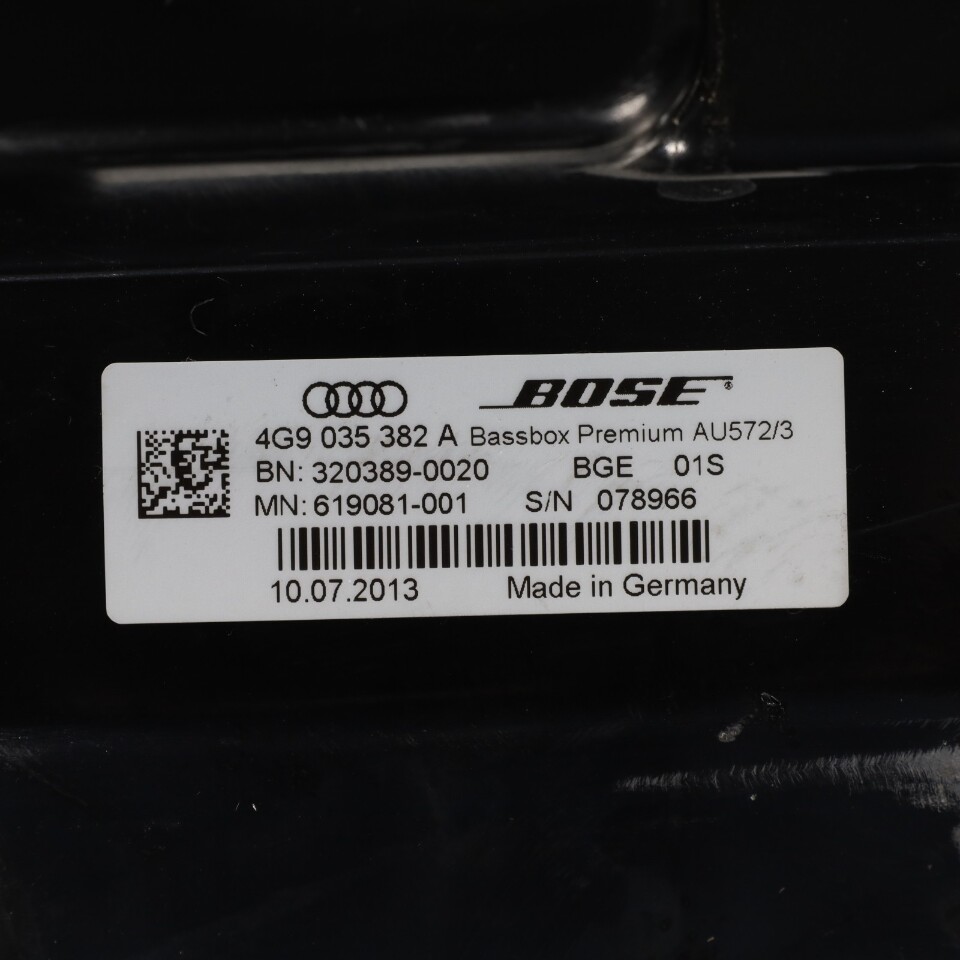 BOSE®
4G9 035 382 A Bassbox Premium AU572/3
BN: 320389-0020 BGE 01S
MN: 619081-001 S/N 078966
10.07.2013 Made in Germany